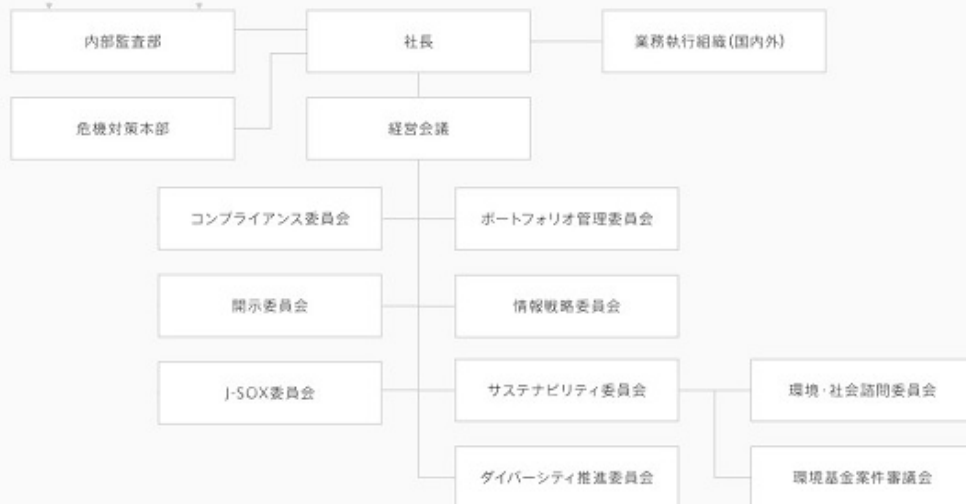 内部監査部
社長
業務執行組織(国内外)
危機対策本部
経営会議
コンプライアンス委員会
ポートフォリオ管理委員会
開示委員会
情報戦略委員会
J-SOX委員会
サステナビリティ委員会
環境・社会諮問委員会
ダイバーシティ推進委員会
環境基金案件審議会